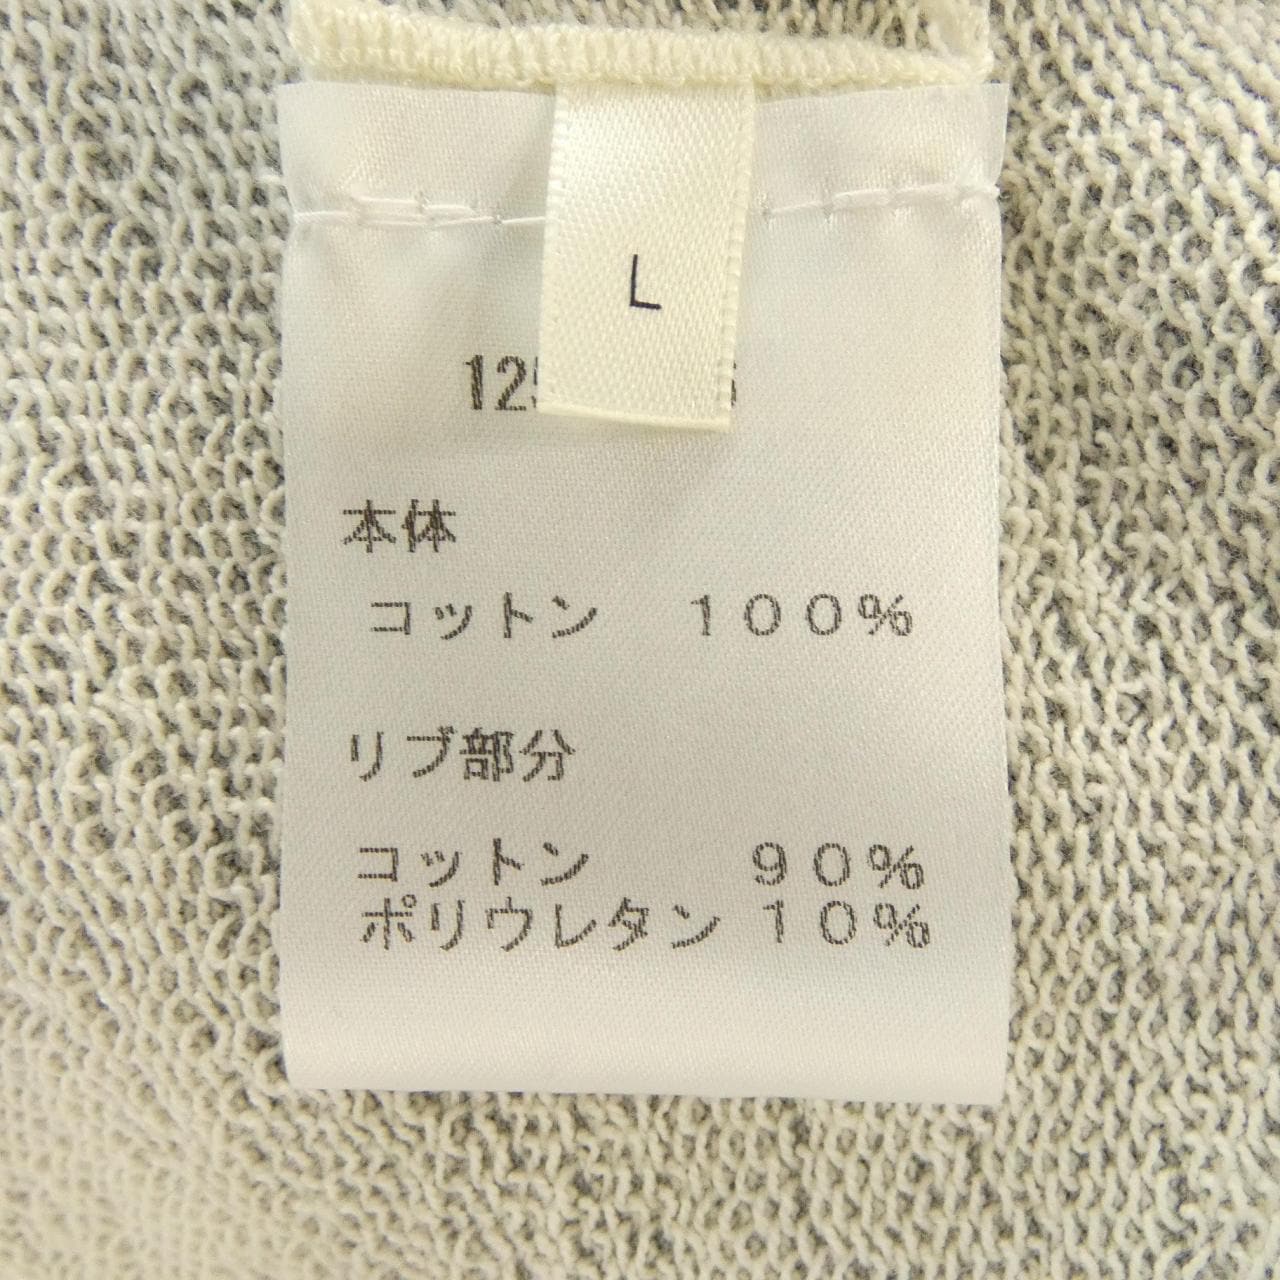 L
本体
コットン １００％
リブ部分
コットン ９０％
ポリウレタン １０％